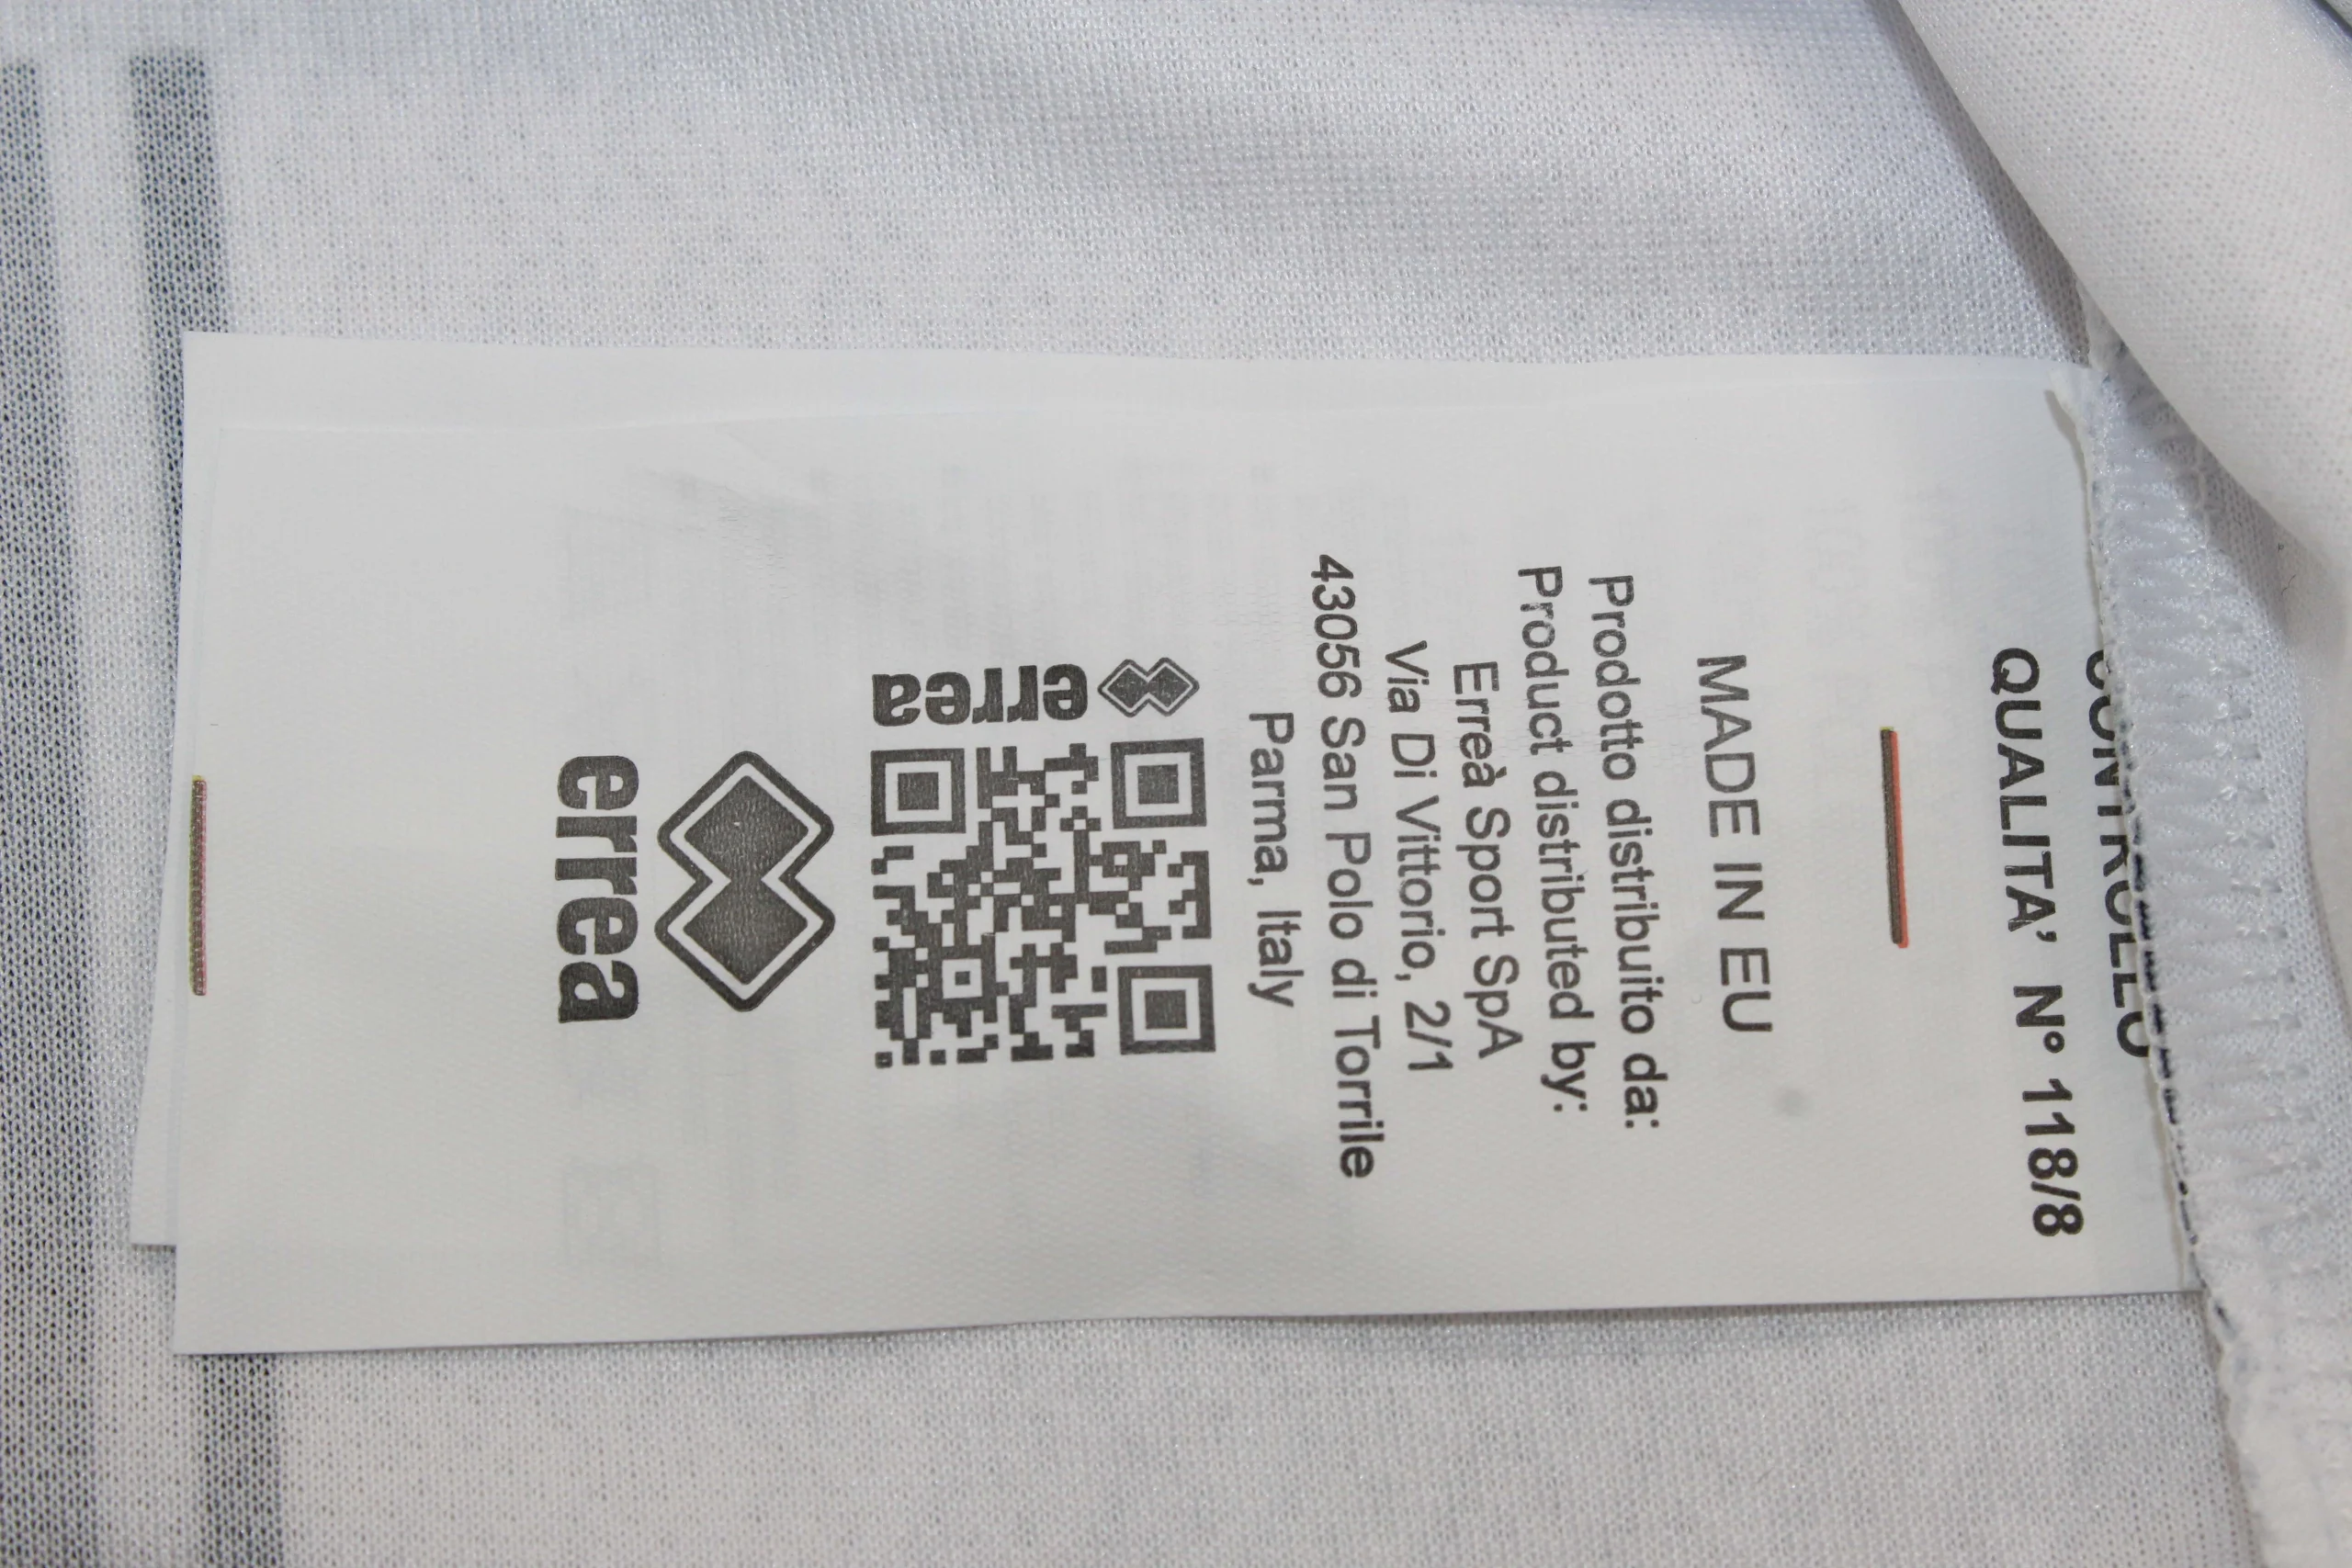 CONTROLLO
QUALITA' N° 118/8
MADE IN EU
Prodotto distribuito da:
Product distributed by:
Erreà Sport SpA
Via Di Vittorio, 2/1
43056 San Polo di Torrile
Parma, Italy
errea
errea